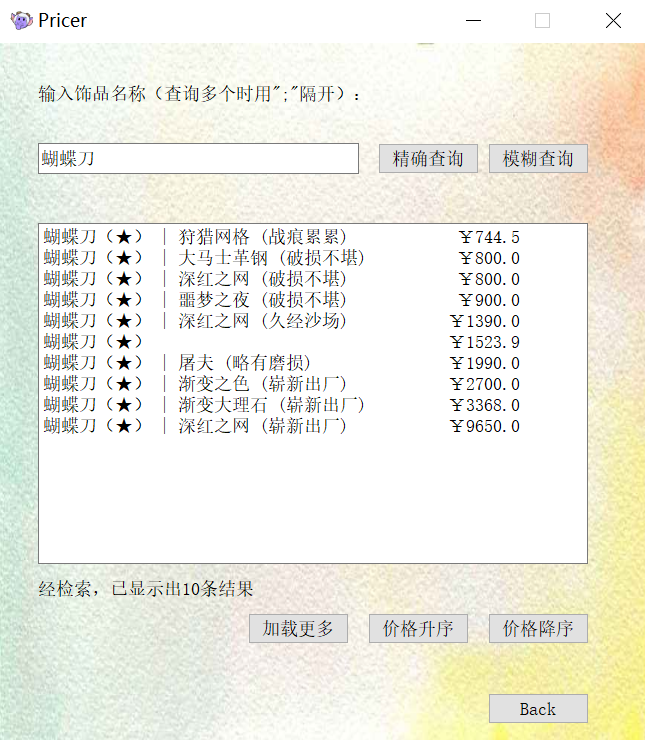 Pricer
输入饰品名称（查询多个时用";"隔开）：
蝴蝶刀 精确查询 模糊查询
蝴蝶刀（★） | 狩猎网格 (战痕累累) ￥744.5
蝴蝶刀（★） | 大马士革钢 (破损不堪) ￥800.0
蝴蝶刀（★） | 深红之网 (破损不堪) ￥800.0
蝴蝶刀（★） | 噩梦之夜 (破损不堪) ￥900.0
蝴蝶刀（★） | 深红之网 (久经沙场) ￥1390.0
蝴蝶刀（★） ￥1523.9
蝴蝶刀（★） | 屠夫 (略有磨损) ￥1990.0
蝴蝶刀（★） | 渐变之色 (崭新出厂) ￥2700.0
蝴蝶刀（★） | 渐变大理石 (崭新出厂) ￥3368.0
蝴蝶刀（★） | 深红之网 (崭新出厂) ￥9650.0
经检索，已显示出10条结果
加载更多 价格升序 价格降序
Back